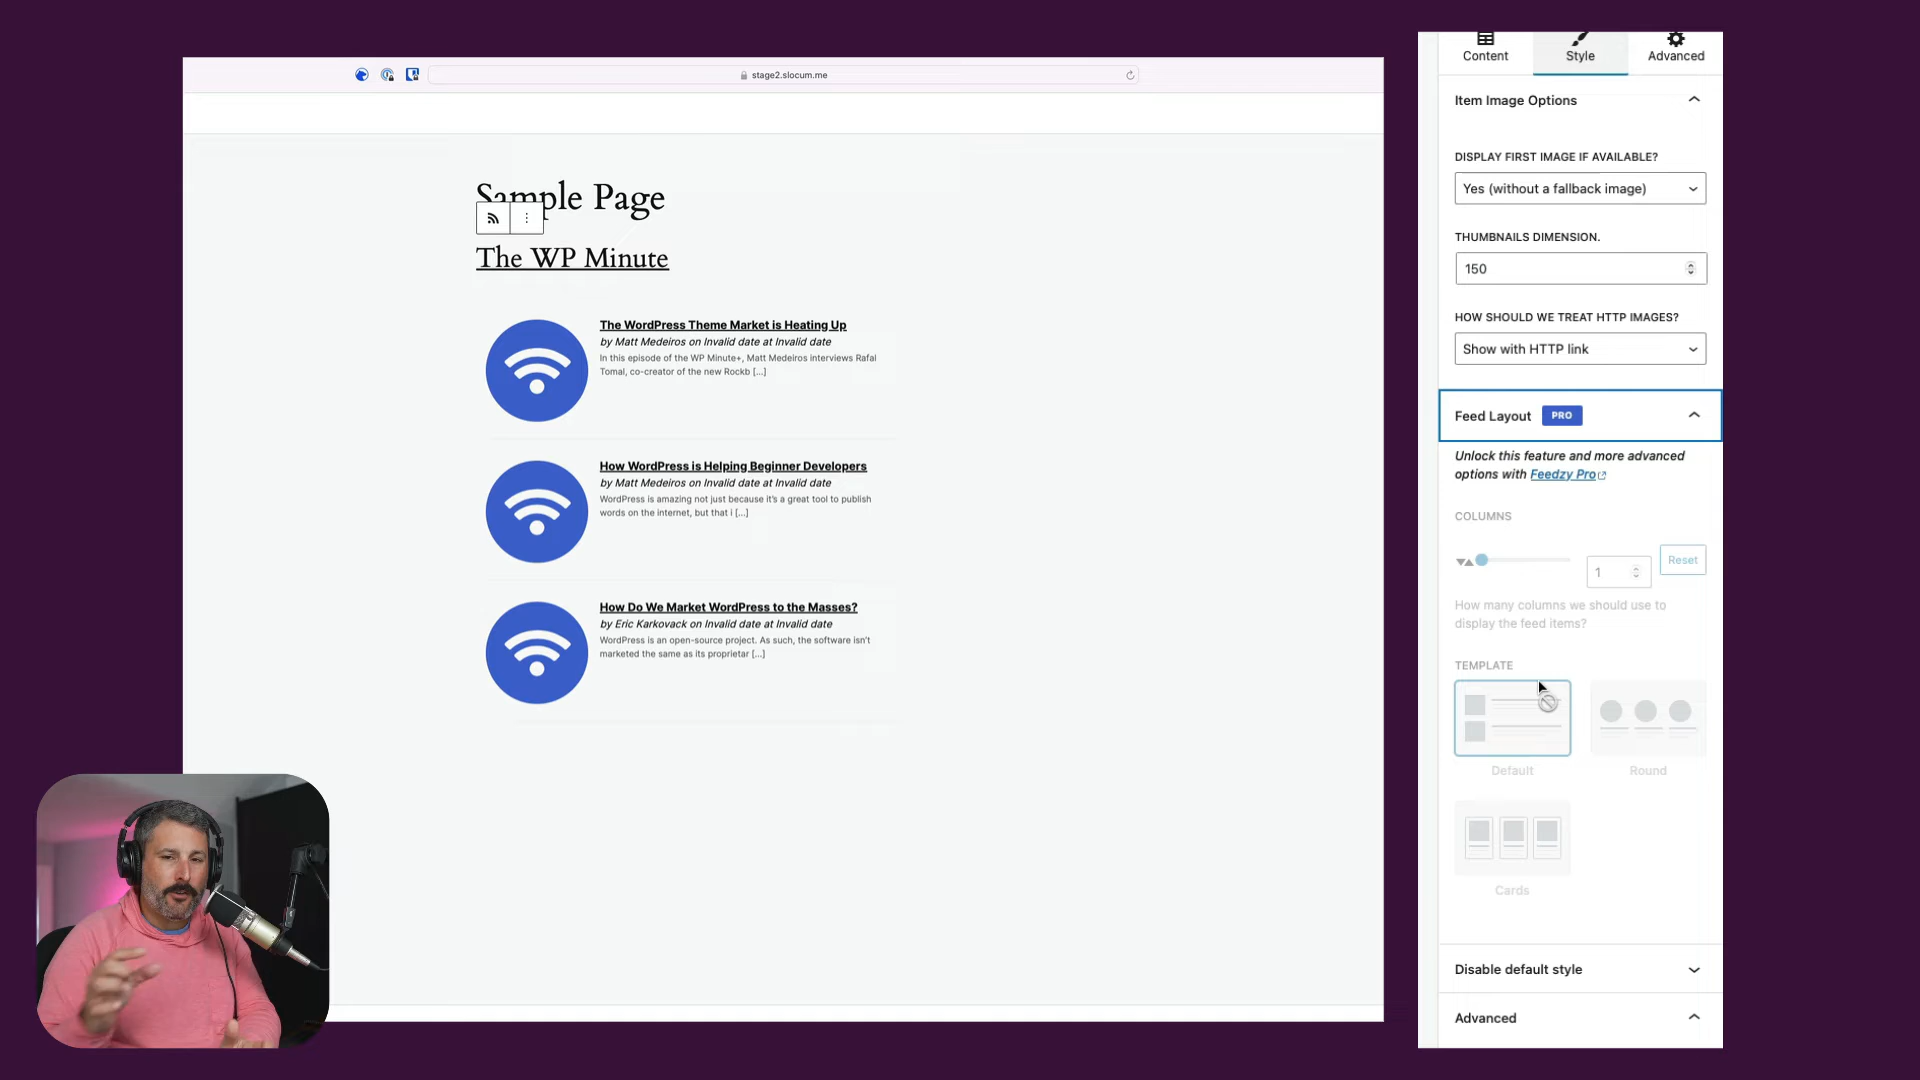 stage2.slocum.me
Sample Page
The WP Minute
The WordPress Theme Market is Heating Up
by Matt Medeiros on Invalid date at Invalid date
In this episode of the WP Minute+, Matt Medeiros interviews Rafal
Tomal, co-creator of the new Rockb [...]
How WordPress is Helping Beginner Developers
by Matt Medeiros on Invalid date at Invalid date
WordPress is amazing not just because it's a great tool to publish
words on the internet, but that i [...]
How Do We Market WordPress to the Masses?
by Eric Karkovack on Invalid date at Invalid date
WordPress is an open-source project. As such, the software isn't
marketed the same as its proprietar [...]
Content
Style
Advanced
Item Image Options
DISPLAY FIRST IMAGE IF AVAILABLE?
Yes (without a fallback image)
THUMBNAILS DIMENSION.
150
HOW SHOULD WE TREAT HTTP IMAGES?
Show with HTTP link
Feed Layout PRO
Unlock this feature and more advanced
options with Feedzy Pro
COLUMNS
1
Reset
How many columns we should use to
display the feed items?
TEMPLATE
Default
Round
Cards
Disable default style
Advanced